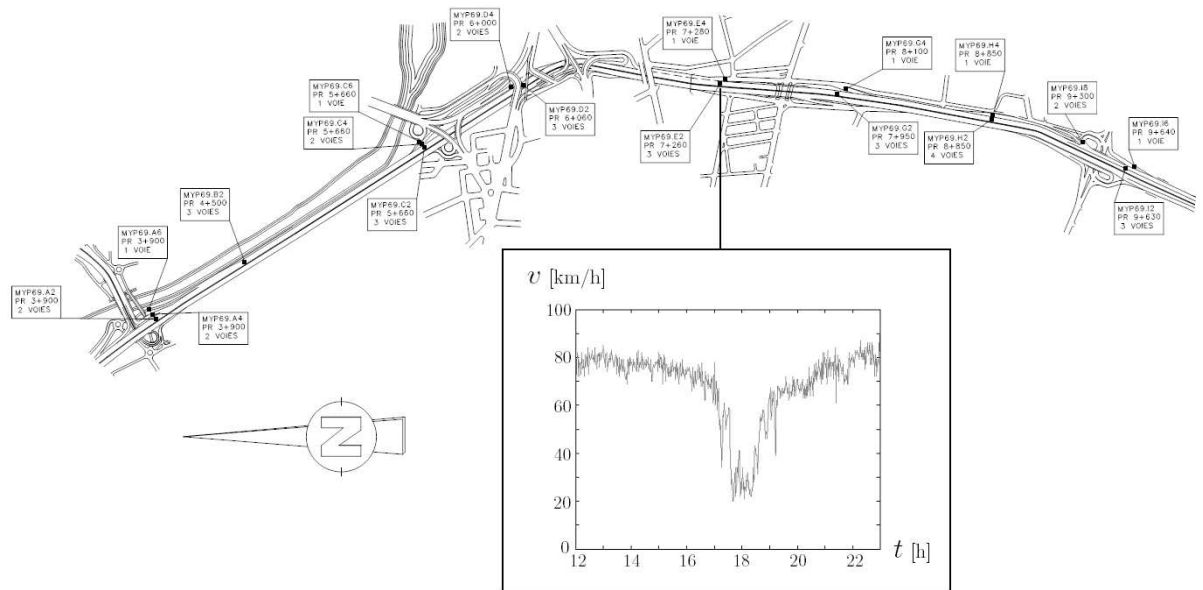 MYP69.D4
PR 6+000
2 VOIES
MYP69.E4
PR 7+280
1 VOIE
MYP69.G4
PR 8+100
1 VOIE
MYP69.H4
PR 8+850
1 VOIE
MYP69.C6
PR 5+660
1 VOIE
MYP69.I8
PR 9+300
2 VOIES
MYP69.C4
PR 5+660
2 VOIES
MYP69.D2
PR 6+060
3 VOIES
MYP69.I6
PR 9+640
1 VOIE
MYP69.E2
PR 7+260
3 VOIES
MYP69.G2
PR 7+950
3 VOIES
MYP69.H2
PR 8+850
4 VOIES
MYP69.B2
PR 4+500
3 VOIES
MYP69.C2
PR 5+660
3 VOIES
MYP69.I2
PR 9+630
3 VOIES
MYP69.A6
PR 3+900
1 VOIE
MYP69.A2
PR 3+900
2 VOIES
MYP69.A4
PR 3+900
2 VOIES
N
v [km/h]
100
80
60
40
20
0
12 14 16 18 20 22
t [h]